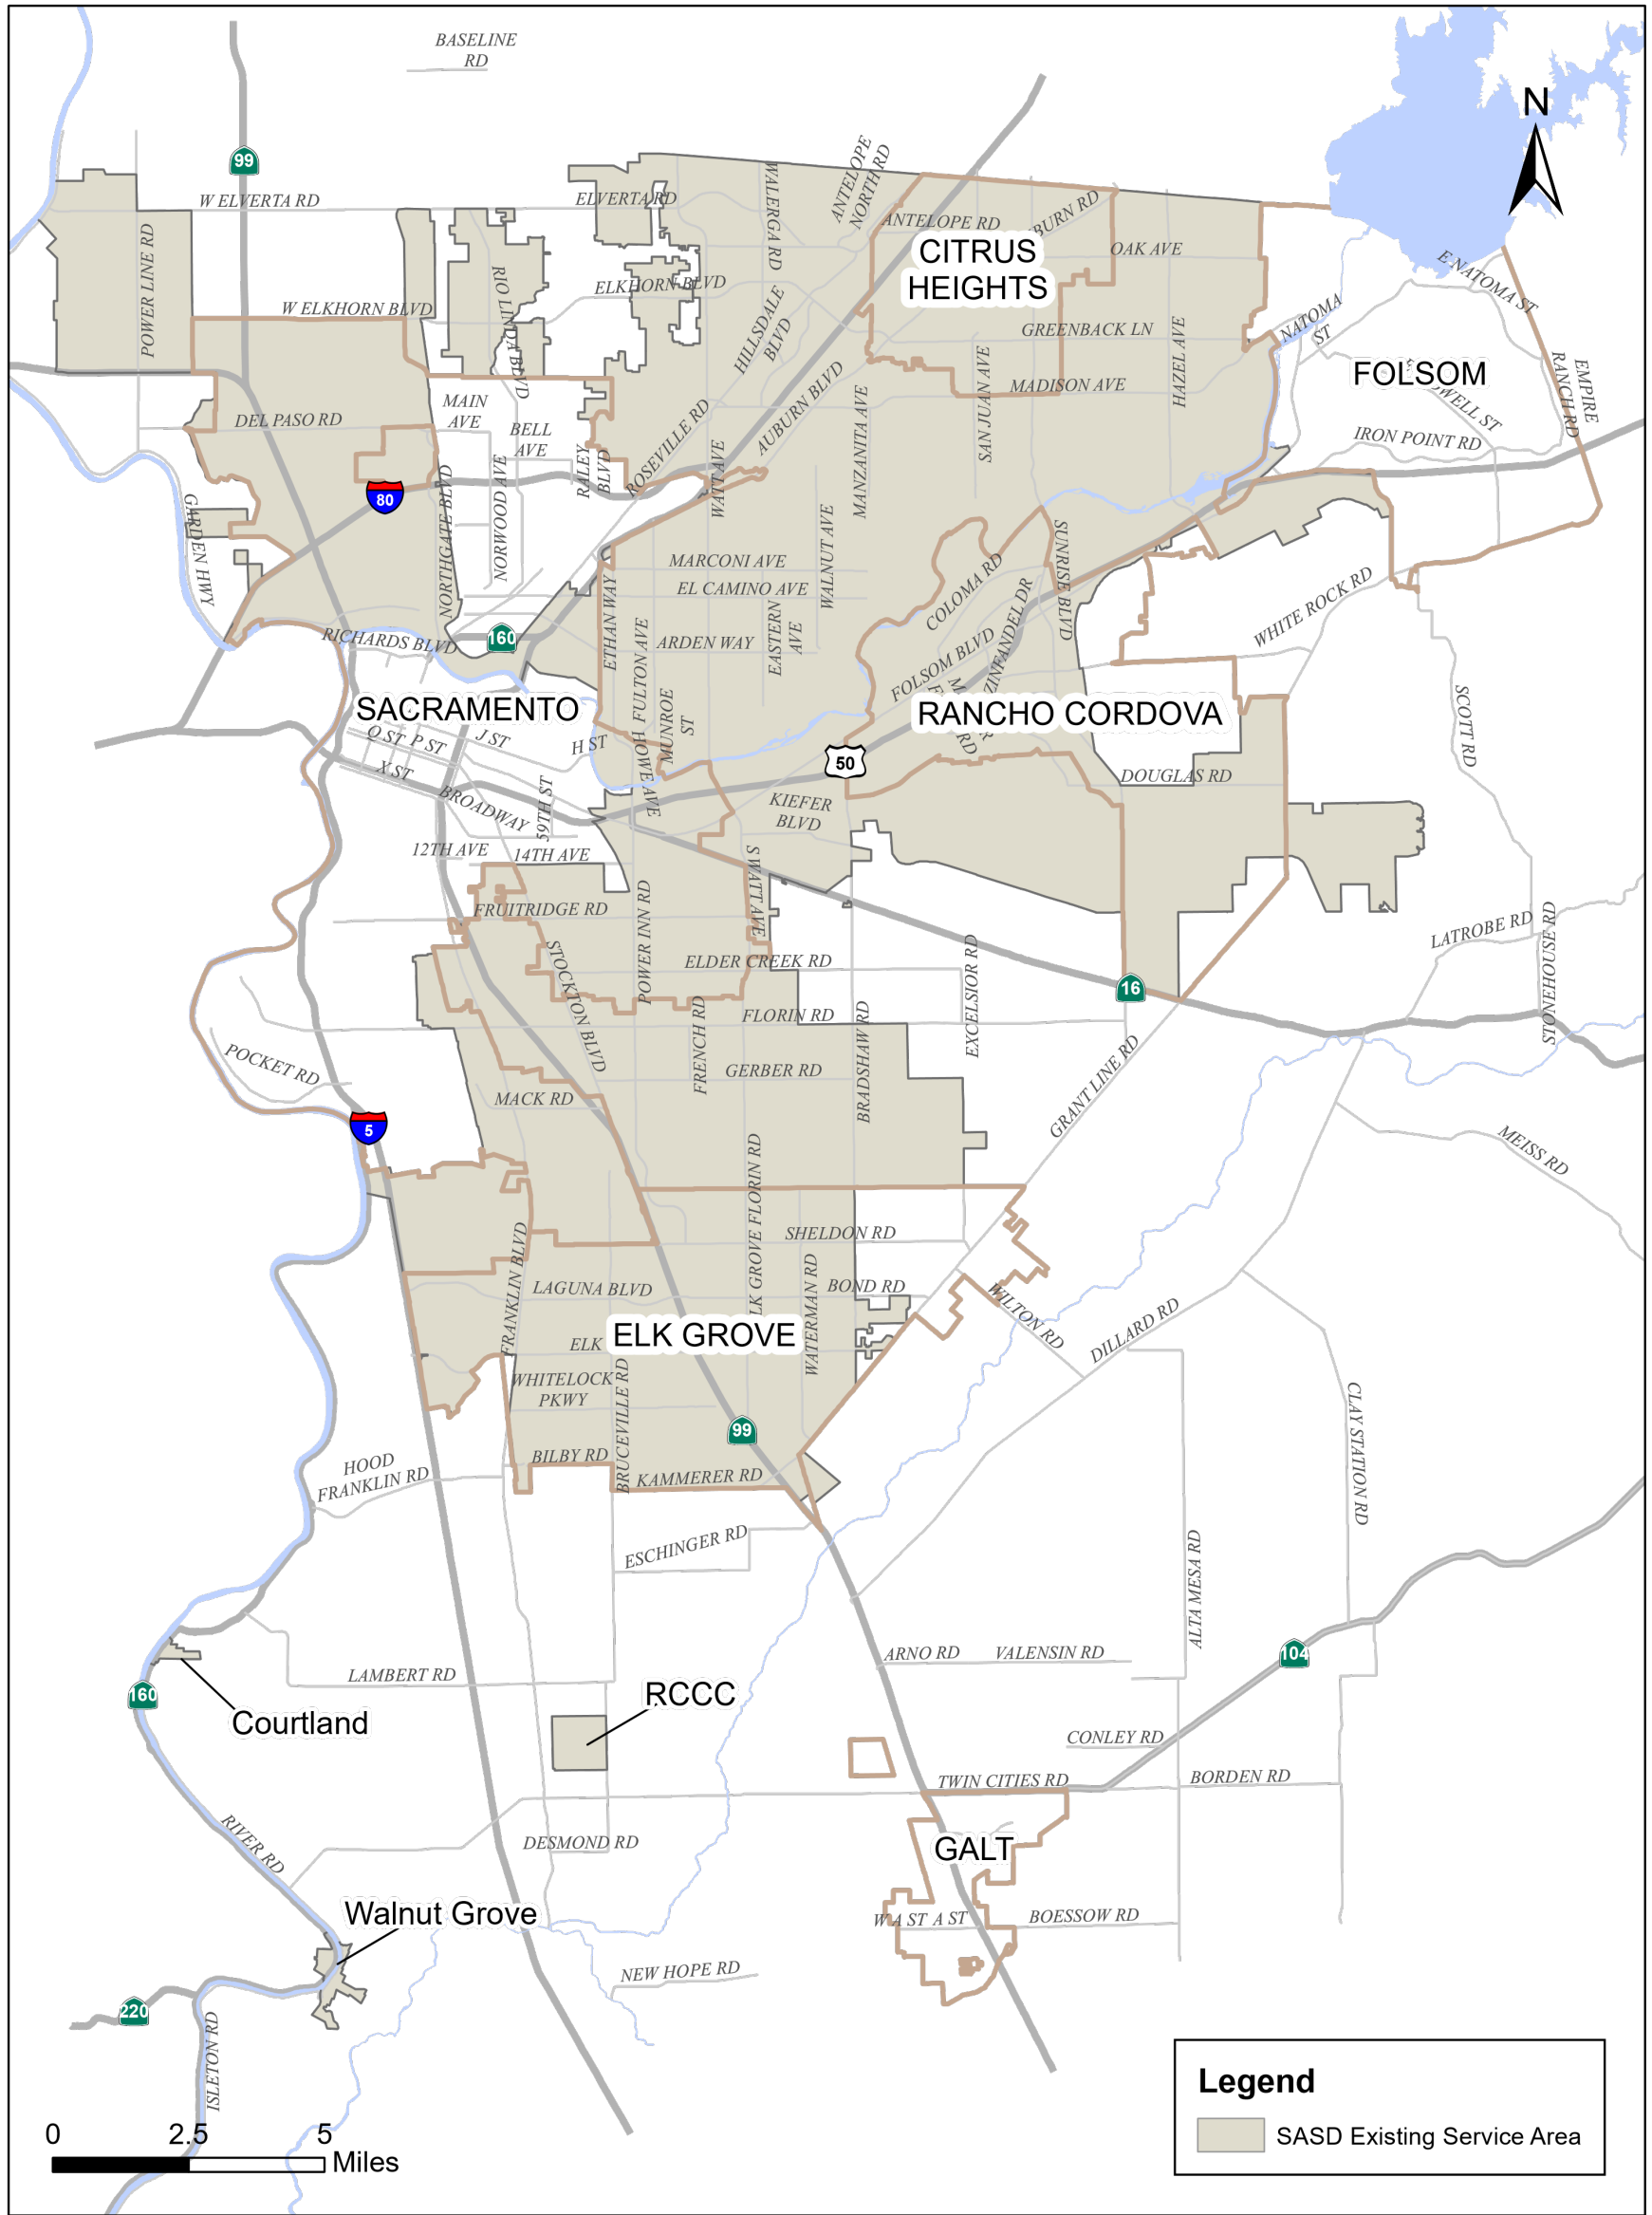 BASELINE
RD
N
99
W ELVERTA RD
ELVERTA RD
WALERGA RD
ANTELOPE
NORTH RD
ANTELOPE RD
BURN RD
CITRUS
HEIGHTS
OAK AVE
POWER LINE RD
RIO LINDA BLVD
ELKHORN BLVD
W ELKHORN BLVD
HILLSDALE
BLVD
GREENBACK LN
HAZEL AVE
NATOMA
ST
E NATOMA ST
FOLSOM
EMPIRE
RANCH RD
MADISON AVE
SAN JUAN AVE
AUBURN BLVD
MANZANITA AVE
MAIN
AVE
DEL PASO RD
BELL
AVE
RALEY
BLVD
ROSEVILLE RD
WATT AVE
IRON POINT RD
80
GARDEN HWY
NORTHGATE BLVD
NORWOOD AVE
MARCONI AVE
WALNUT AVE
EL CAMINO AVE
COLOMA RD
SUNRISE BLVD
ZINFANDEL DR
WHITE ROCK RD
ETHAN WAY
EASTERN
AVE
RICHARDS BLVD
160
ARDEN WAY
FULTON AVE
MUNROE
ST
FOLSOM BLVD
SACRAMENTO
RANCHO CORDOVA
SCOTT RD
Q ST
P ST
J ST
H ST
HOWE AVE
X ST
50
BROADWAY
59TH ST
KIEFER
BLVD
DOUGLAS RD
12TH AVE
14TH AVE
S WATT AVE
FRUITRIDGE RD
POWER INN RD
STOCKTON BLVD
ELDER CREEK RD
EXCELSIOR RD
16
LATROBE RD
STONEHOUSE RD
FLORIN RD
FRENCH RD
BRADSHAW RD
POCKET RD
GERBER RD
MACK RD
GRANT LINE RD
MEISS RD
5
SHELDON RD
FRANKLIN BLVD
LAGUNA BLVD
BOND RD
WATERMAN RD
WILTON RD
DILLARD RD
ELK GROVE
ELK
WHITELOCK
PKWY
BRUCEVILLE RD
CLAY STATION RD
99
HOOD
FRANKLIN RD
BILBY RD
KAMMERER RD
ESCHINGER RD
ALTA MESA RD
ARNO RD
VALENSIN RD
104
LAMBERT RD
160
Courtland
RCCC
CONLEY RD
TWIN CITIES RD
BORDEN RD
RIVER RD
DESMOND RD
GALT
Walnut Grove
W A ST
A ST
BOESSOW RD
NEW HOPE RD
220
ISLETON RD
Legend
SASD Existing Service Area
0 2.5 5
Miles